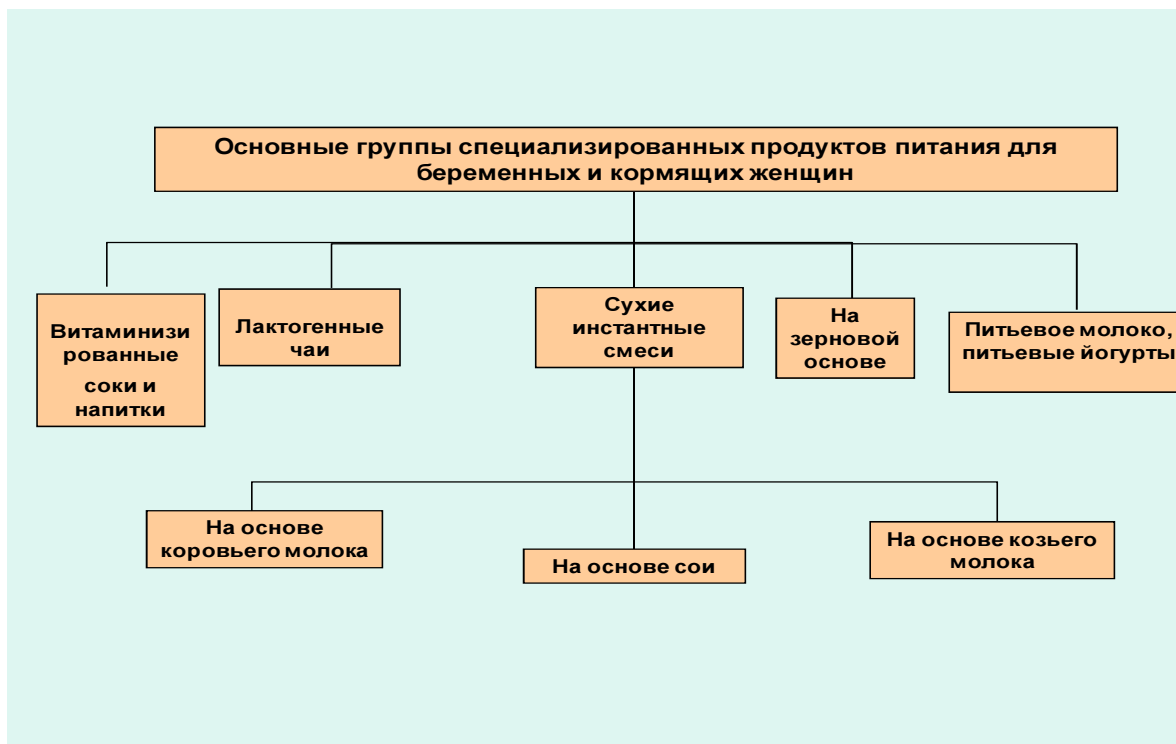 Основные группы специализированных продуктов питания для
беременных и кормящих женщин
Витаминизи
рованные
соки и
напитки
Лактогенные
чаи
Сухие
инстантные
смеси
На
зерновой
основе
Питьевое молоко,
питьевые йогурты
На основе
коровьего молока
На основе сои
На основе козьего
молока